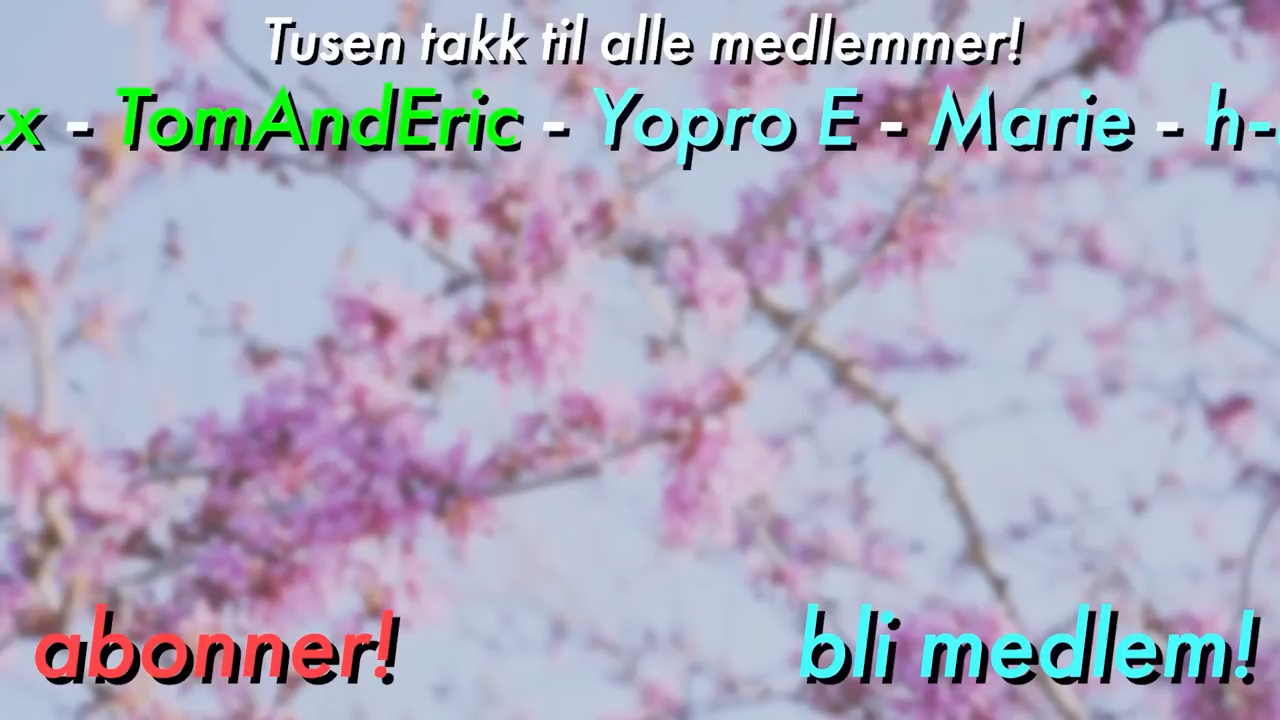 Tusen takk til alle medlemmer!
x - TomAndEric - Yopro E - Marie - h-
abonner!
bli medlem!